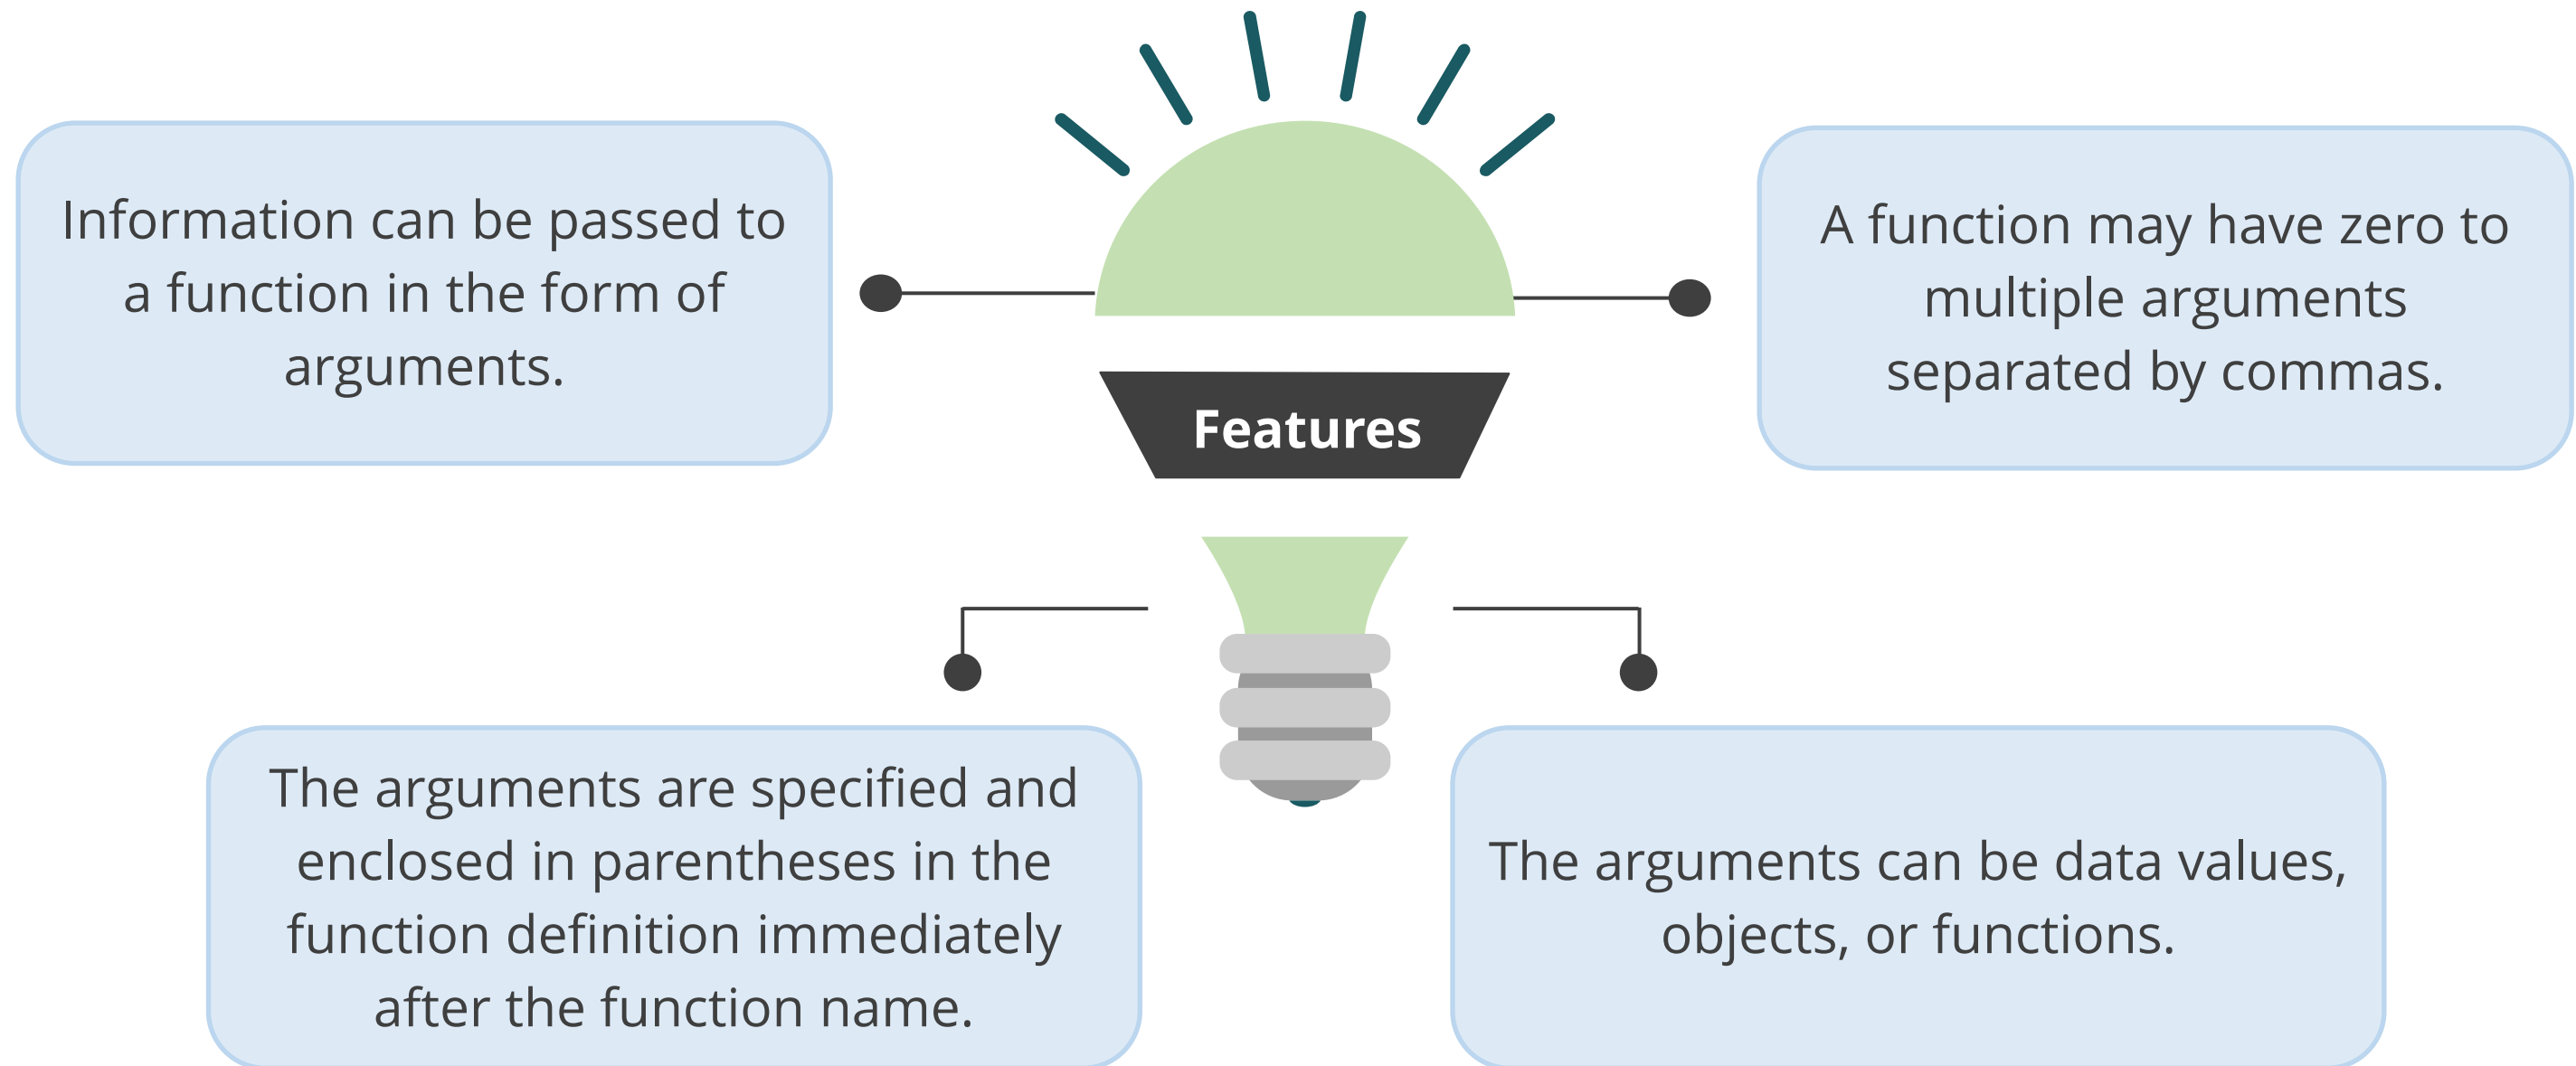 Information can be passed to
a function in the form of
arguments.
A function may have zero to
multiple arguments
separated by commas.
Features
The arguments are specified and
enclosed in parentheses in the
function definition immediately
after the function name.
The arguments can be data values,
objects, or functions.